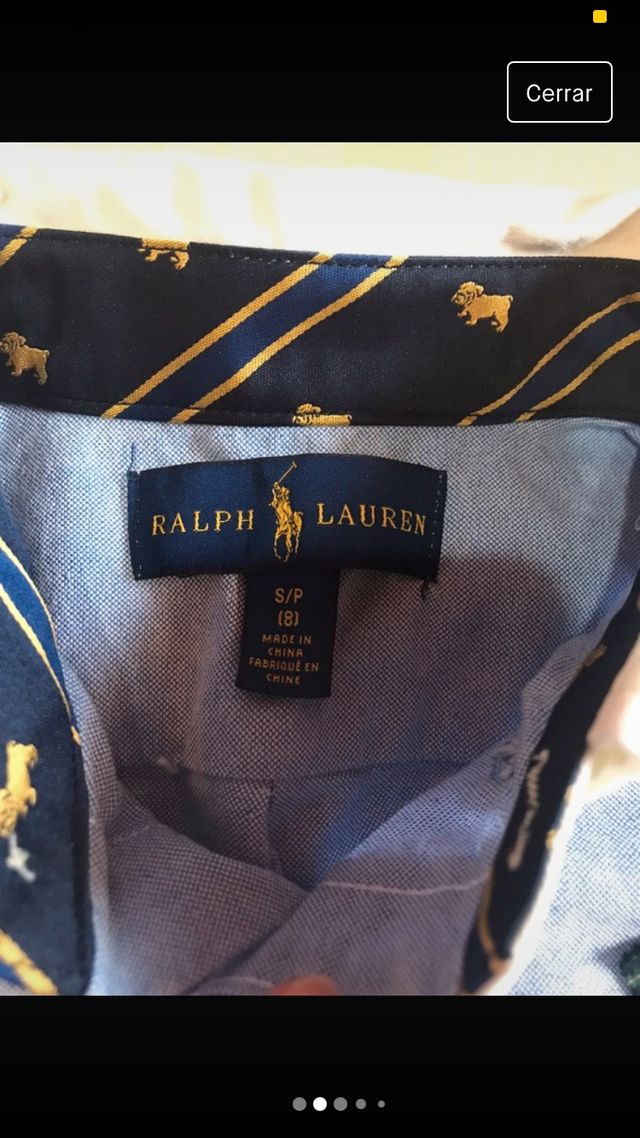 Cerrar
RALPH LAUREN
S/P
(8)
MADE IN
CHINA
FABRIQUÉ EN
CHINE